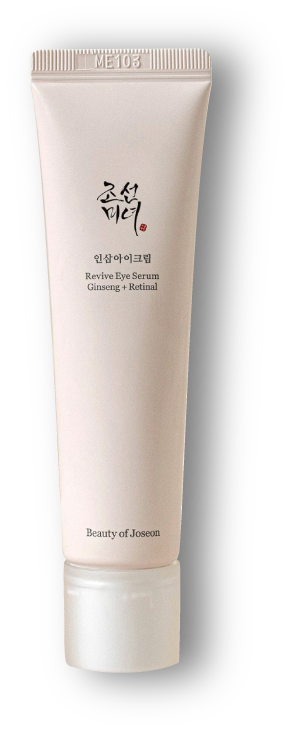 ME103
조선
미녀
인삼아이크림
Revive Eye Serum
Ginseng + Retinal
Beauty of Joseon